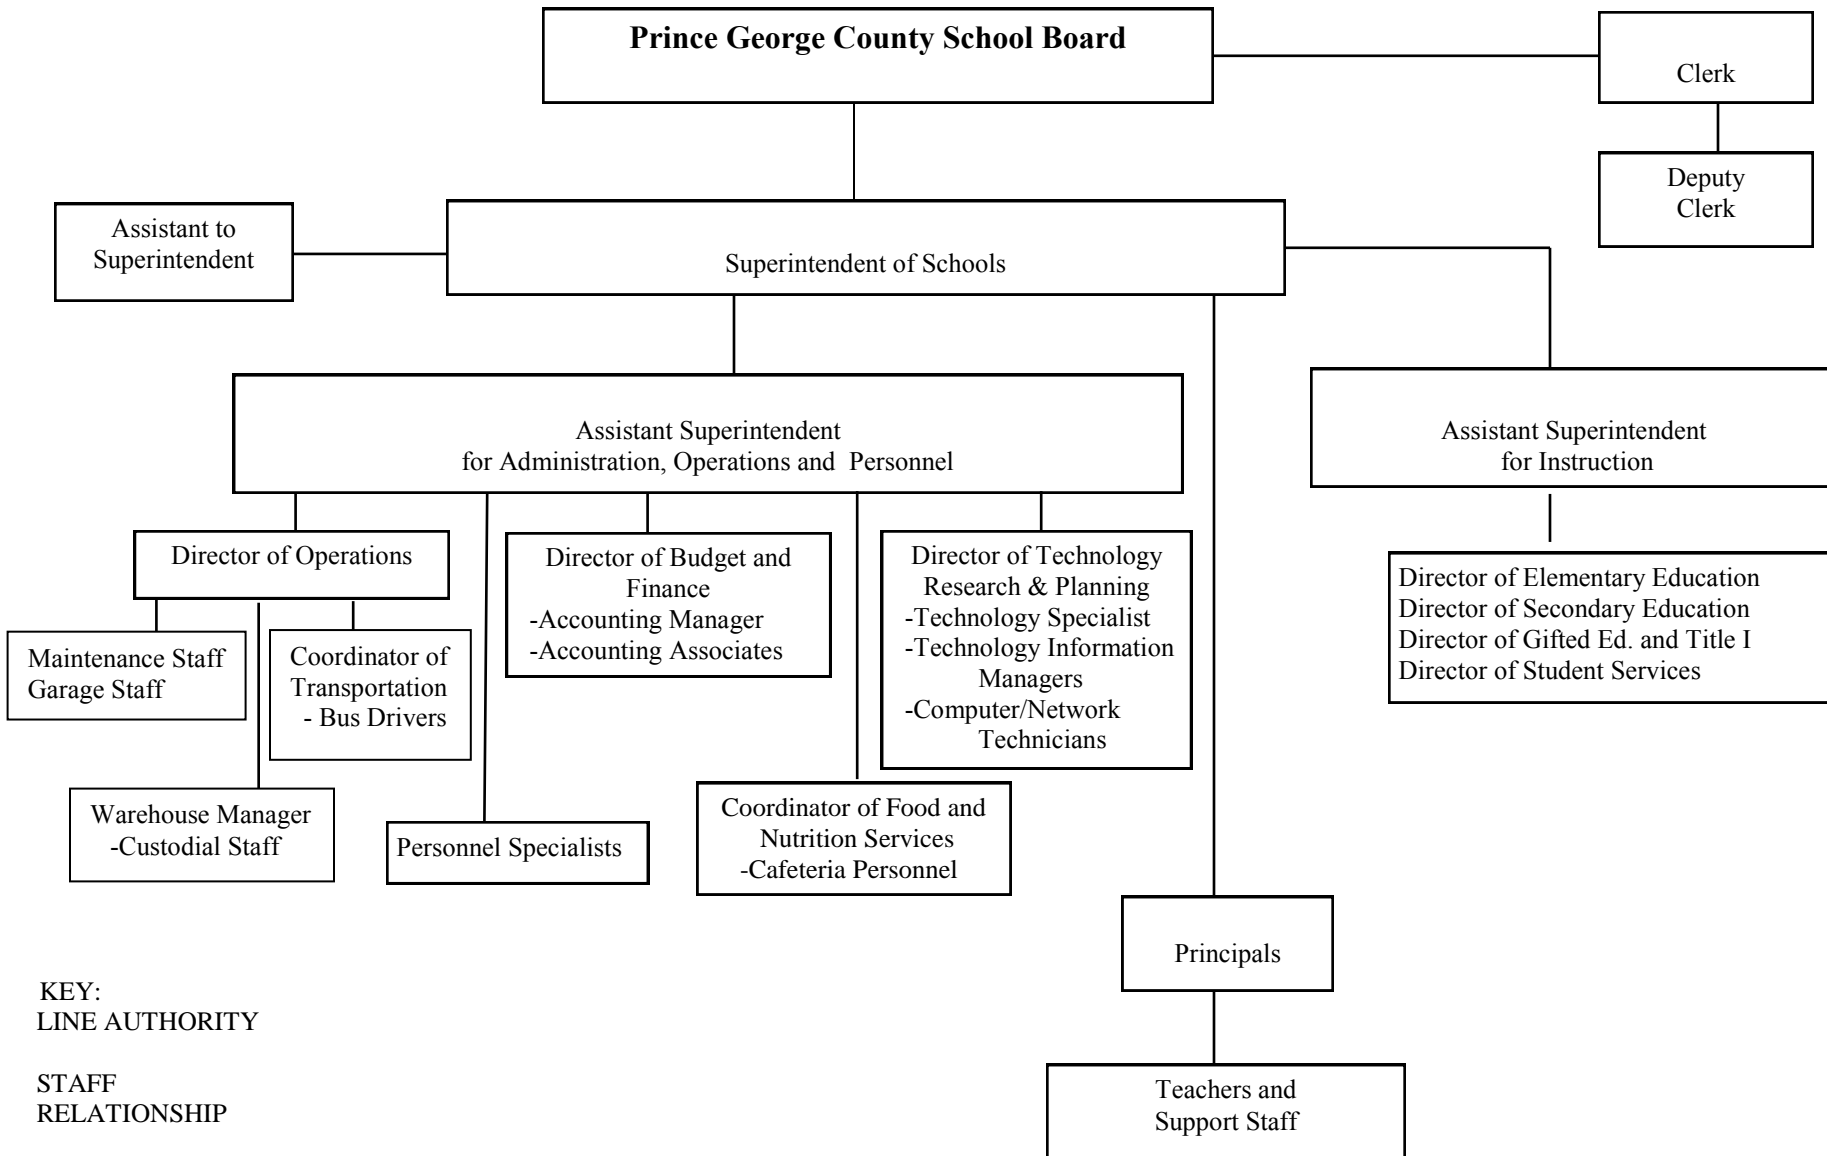 Prince George County School Board
Clerk
Deputy
Clerk
Assistant to
Superintendent
Superintendent of Schools
Assistant Superintendent
for Administration, Operations and Personnel
Assistant Superintendent
for Instruction
Director of Operations
Director of Budget and
Finance
-Accounting Manager
-Accounting Associates
Director of Technology
Research & Planning
-Technology Specialist
-Technology Information
Managers
-Computer/Network
Technicians
Director of Elementary Education
Director of Secondary Education
Director of Gifted Ed. and Title I
Director of Student Services
Maintenance Staff
Garage Staff
Coordinator of
Transportation
- Bus Drivers
Warehouse Manager
-Custodial Staff
Personnel Specialists
Coordinator of Food and
Nutrition Services
-Cafeteria Personnel
Principals
Teachers and
Support Staff
KEY:
LINE AUTHORITY
STAFF
RELATIONSHIP